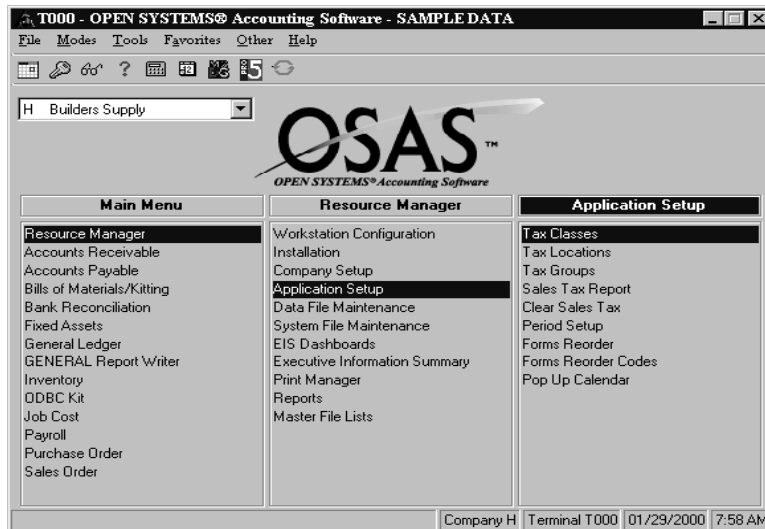 T000 - OPEN SYSTEMS® Accounting Software - SAMPLE DATA
File Modes Tools Favorites Other Help
H Builders Supply
OSAS™
OPEN SYSTEMS® Accounting Software
Main Menu
Resource Manager
Accounts Receivable
Accounts Payable
Bills of Materials/Kitting
Bank Reconciliation
Fixed Assets
General Ledger
GENERAL Report Writer
Inventory
ODBC Kit
Job Cost
Payroll
Purchase Order
Sales Order
Resource Manager
Workstation Configuration
Installation
Company Setup
Application Setup
Data File Maintenance
System File Maintenance
EIS Dashboards
Executive Information Summary
Print Manager
Reports
Master File Lists
Application Setup
Tax Classes
Tax Locations
Tax Groups
Sales Tax Report
Clear Sales Tax
Period Setup
Forms Reorder
Forms Reorder Codes
Pop Up Calendar
Company H Terminal T000 01/29/2000 7:58 AM